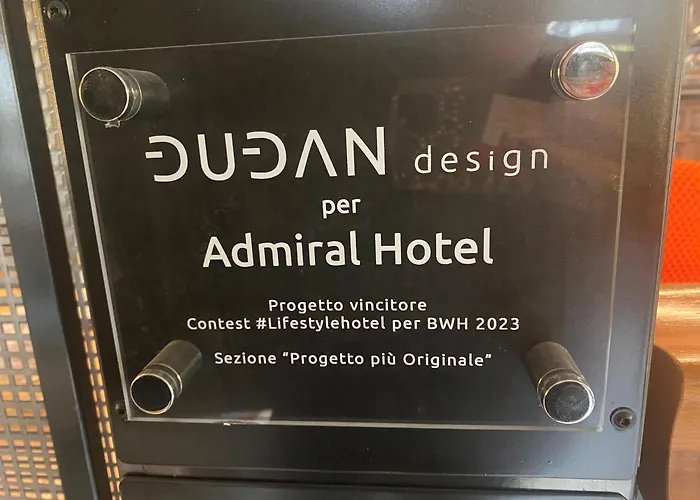 DUDAN design
per
Admiral Hotel
Progetto vincitore
Contest #Lifestylehotel per BWH 2023
Sezione “Progetto più Originale”